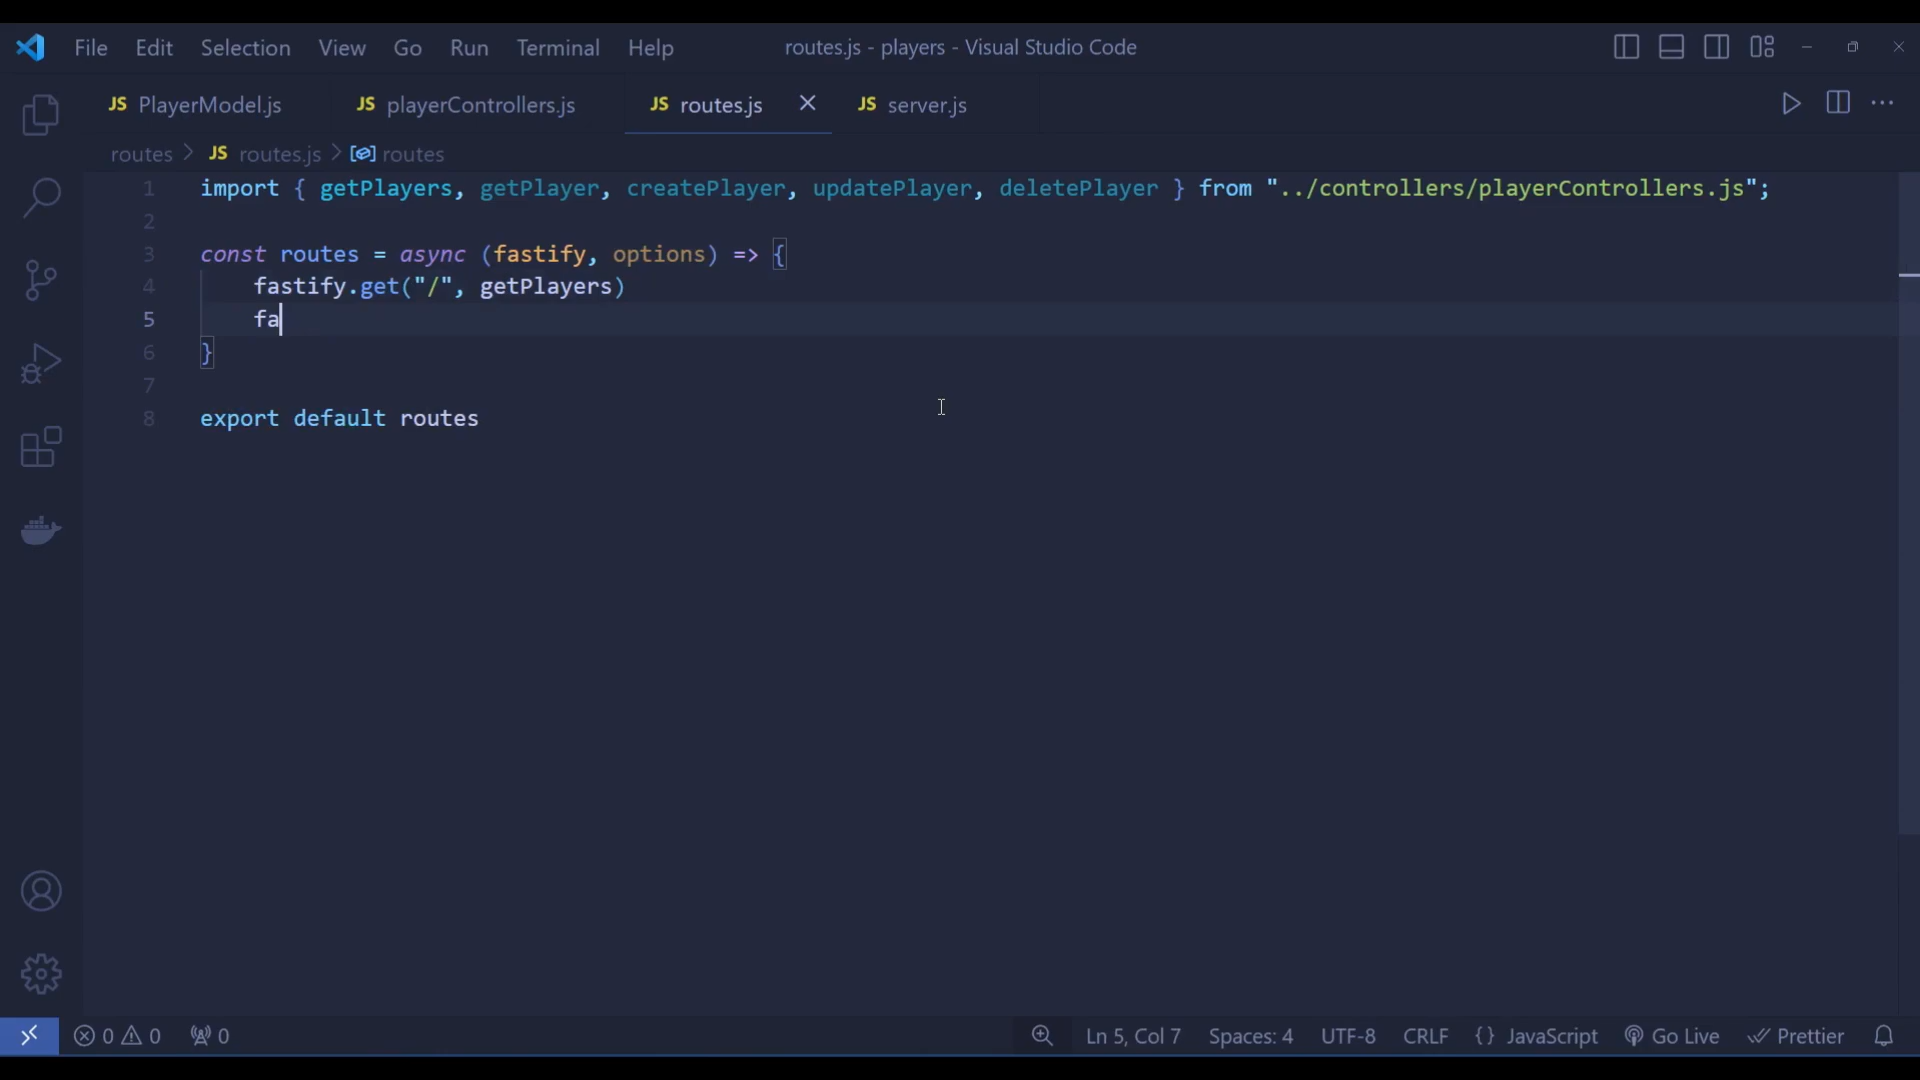 File Edit Selection View Go Run Terminal Help routes.js - players - Visual Studio Code
JS PlayerModel.js JS playerControllers.js JS routes.js JS server.js
routes > JS routes.js > routes
1 import { getPlayers, getPlayer, createPlayer, updatePlayer, deletePlayer } from "../controllers/playerControllers.js";
2
3 const routes = async (fastify, options) => {
4 fastify.get("/", getPlayers)
5 fa
6 }
7
8 export default routes
0 0 0 Ln 5, Col 7 Spaces: 4 UTF-8 CRLF {} JavaScript Go Live Prettier